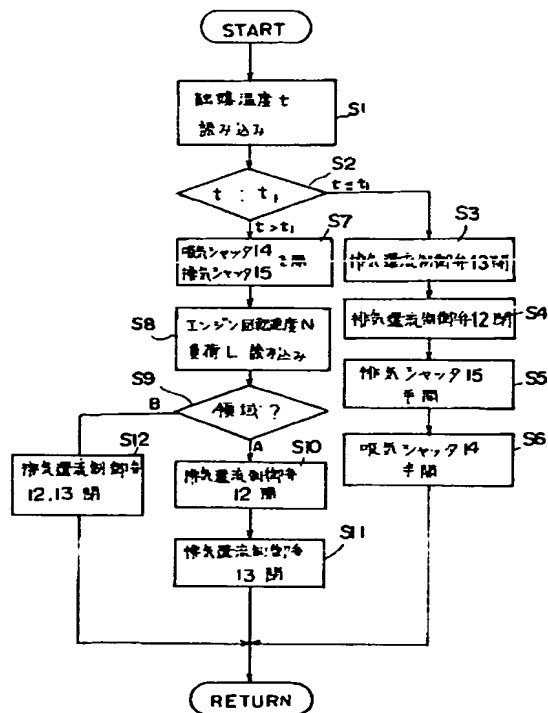 START
触媒温度t
読み込み
S1
S2
t : t₁
t≦t₁
t>t₁
S7
吸気シャッタ14
排気シャッタ15
S3
排気還流制御弁13閉
S4
排気還流制御弁12閉
S8
エンジン回転速度N
負荷L 読み込み
S5
排気シャッタ15
半開
S9
領域?
B
A
S6
吸気シャッタ14
半開
S12
排気還流制御弁
12,13 閉
S10
排気還流制御弁
12
S11
排気還流制御弁
13
RETURN